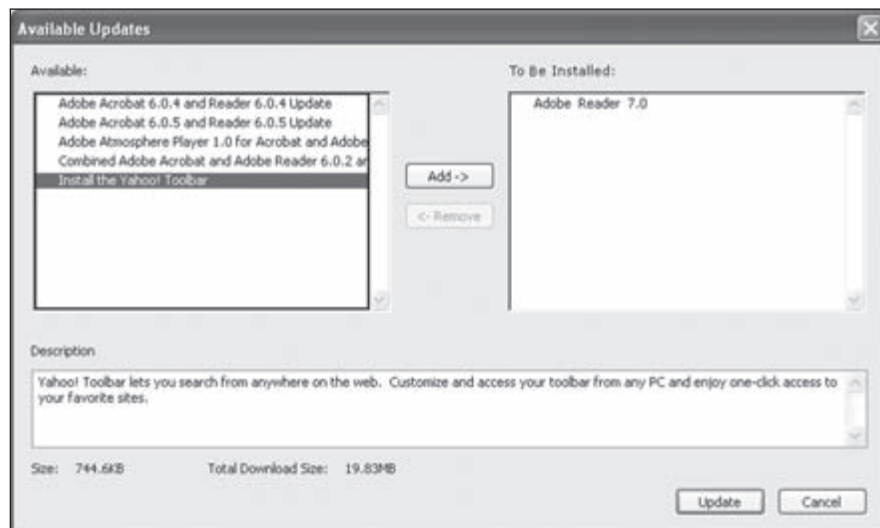 Available Updates
Available:
To Be Installed:
Adobe Acrobat 6.0.4 and Reader 6.0.4 Update
Adobe Acrobat 6.0.5 and Reader 6.0.5 Update
Adobe Atmosphere Player 1.0 for Acrobat and Adobe
Combined Adobe Acrobat and Adobe Reader 6.0.2 ar
Install the Yahoo! Toolbar
Adobe Reader 7.0
Add ->
<- Remove
Description
Yahoo! Toolbar lets you search from anywhere on the web. Customize and access your toolbar from any PC and enjoy one-click access to
your favorite sites.
Size: 744.6KB Total Download Size: 19.83MB
Update Cancel